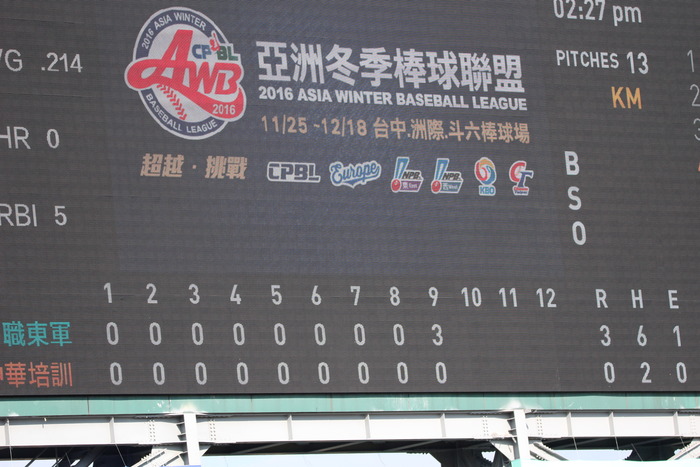 02:27 pm
VG .214
PITCHES 13
KM
HR 0
RBI 5
2016 ASIA WINTER
CPBL
AWB
2016
BASEBALL LEAGUE
亞洲冬季棒球聯盟
2016 ASIA WINTER BASEBALL LEAGUE
11/25 ~12/18 台中.洲際.斗六棒球場
超越·挑戰
CPBL Europe NPB East NPB West KBO CT
B
S
O
1 2 3 4 5 6 7 8 9 10 11 12 R H E
職東軍 0 0 0 0 0 0 0 0 3 3 6 1
中華培訓 0 0 0 0 0 0 0 0 0 0 2 0